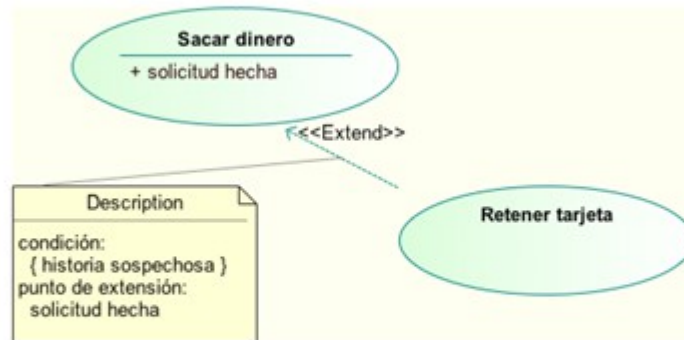 Sacar dinero
+ solicitud hecha
<<Extend>>
Description
Retener tarjeta
condición:
{ historia sospechosa }
punto de extensión:
solicitud hecha